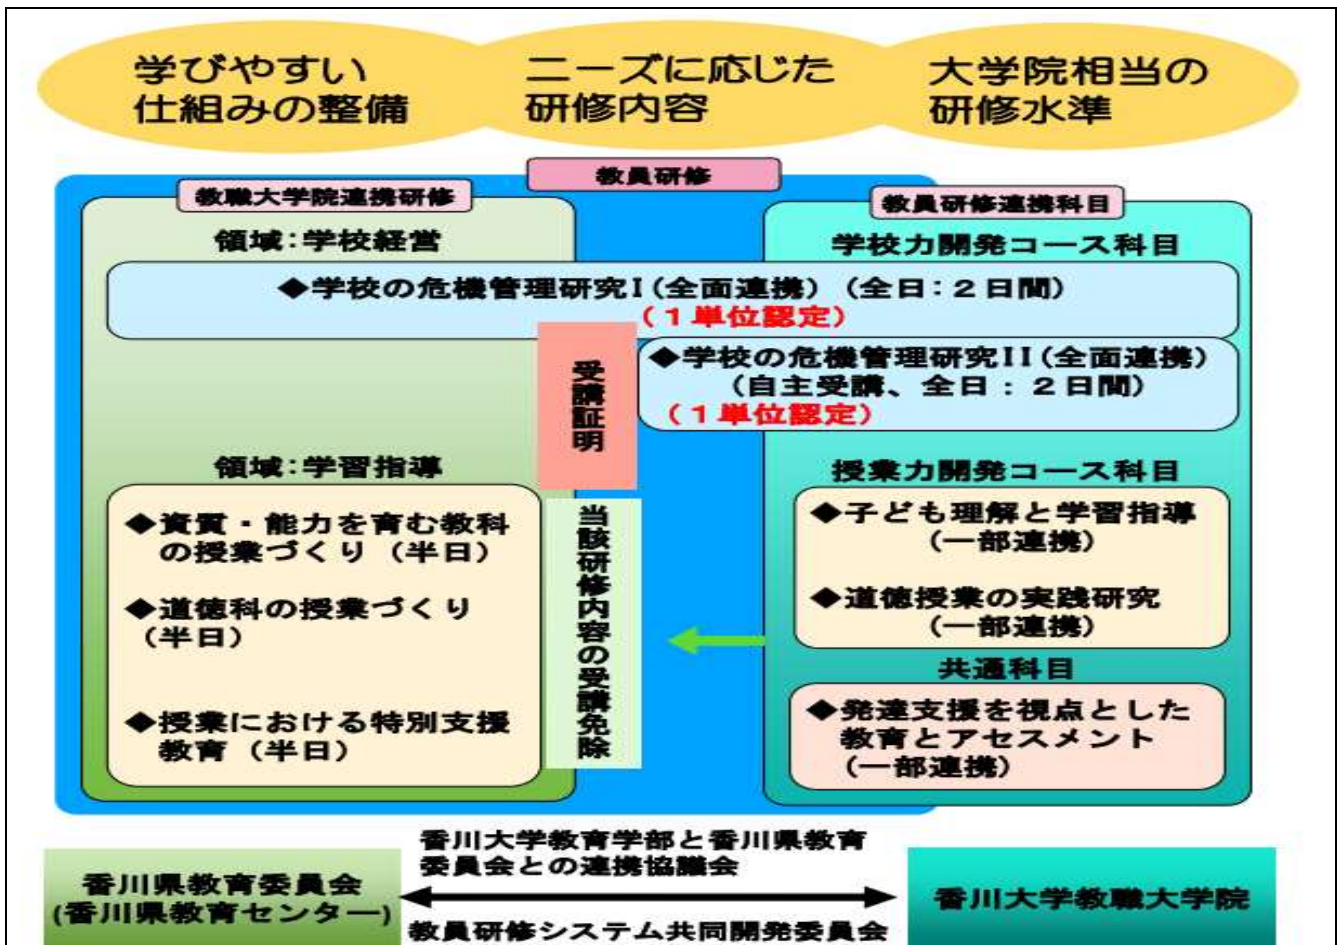 学びやすい
仕組みの整備
ニーズに応じた
研修内容
大学院相当の
研修水準
教員研修
教職大学院連携研修
教員研修連携科目
領域：学校経営
学校力開発コース科目
◆学校の危機管理研究Ⅰ（全面連携）（全日：２日間）
（１単位認定）
◆学校の危機管理研究II（全面連携）
（自主受講、全日：２日間）
（１単位認定）
受講証明
領域：学習指導
◆資質・能力を育む教科
の授業づくり（半日）
◆道徳科の授業づくり
（半日）
◆授業における特別支援
教育（半日）
当該研修内容の受講免除
授業力開発コース科目
◆子ども理解と学習指導
（一部連携）
◆道徳授業の実践研究
（一部連携）
共通科目
◆発達支援を視点とした
教育とアセスメント
（一部連携）
香川県教育委員会
(香川県教育センター)
香川大学教育学部と香川県教育
委員会との連携協議会
教員研修システム共同開発委員会
香川大学教職大学院